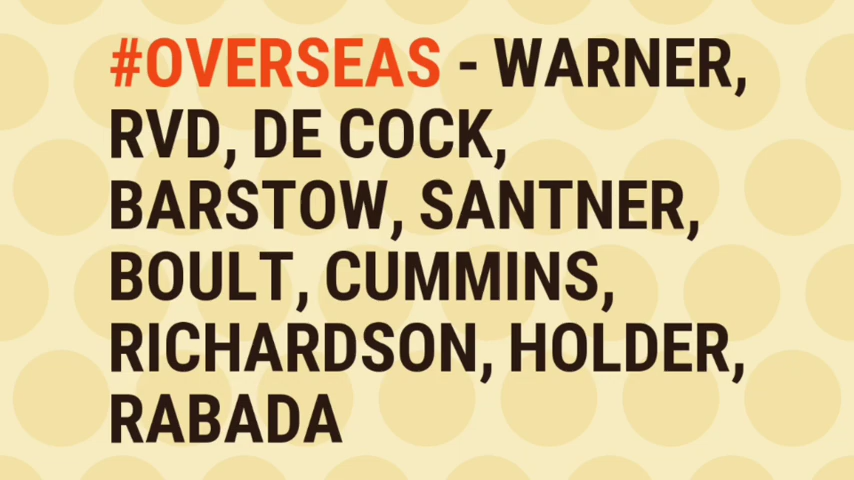 #OVERSEAS - WARNER,
RVD, DE COCK,
BARSTOW, SANTNER,
BOULT, CUMMINS,
RICHARDSON, HOLDER,
RABADA